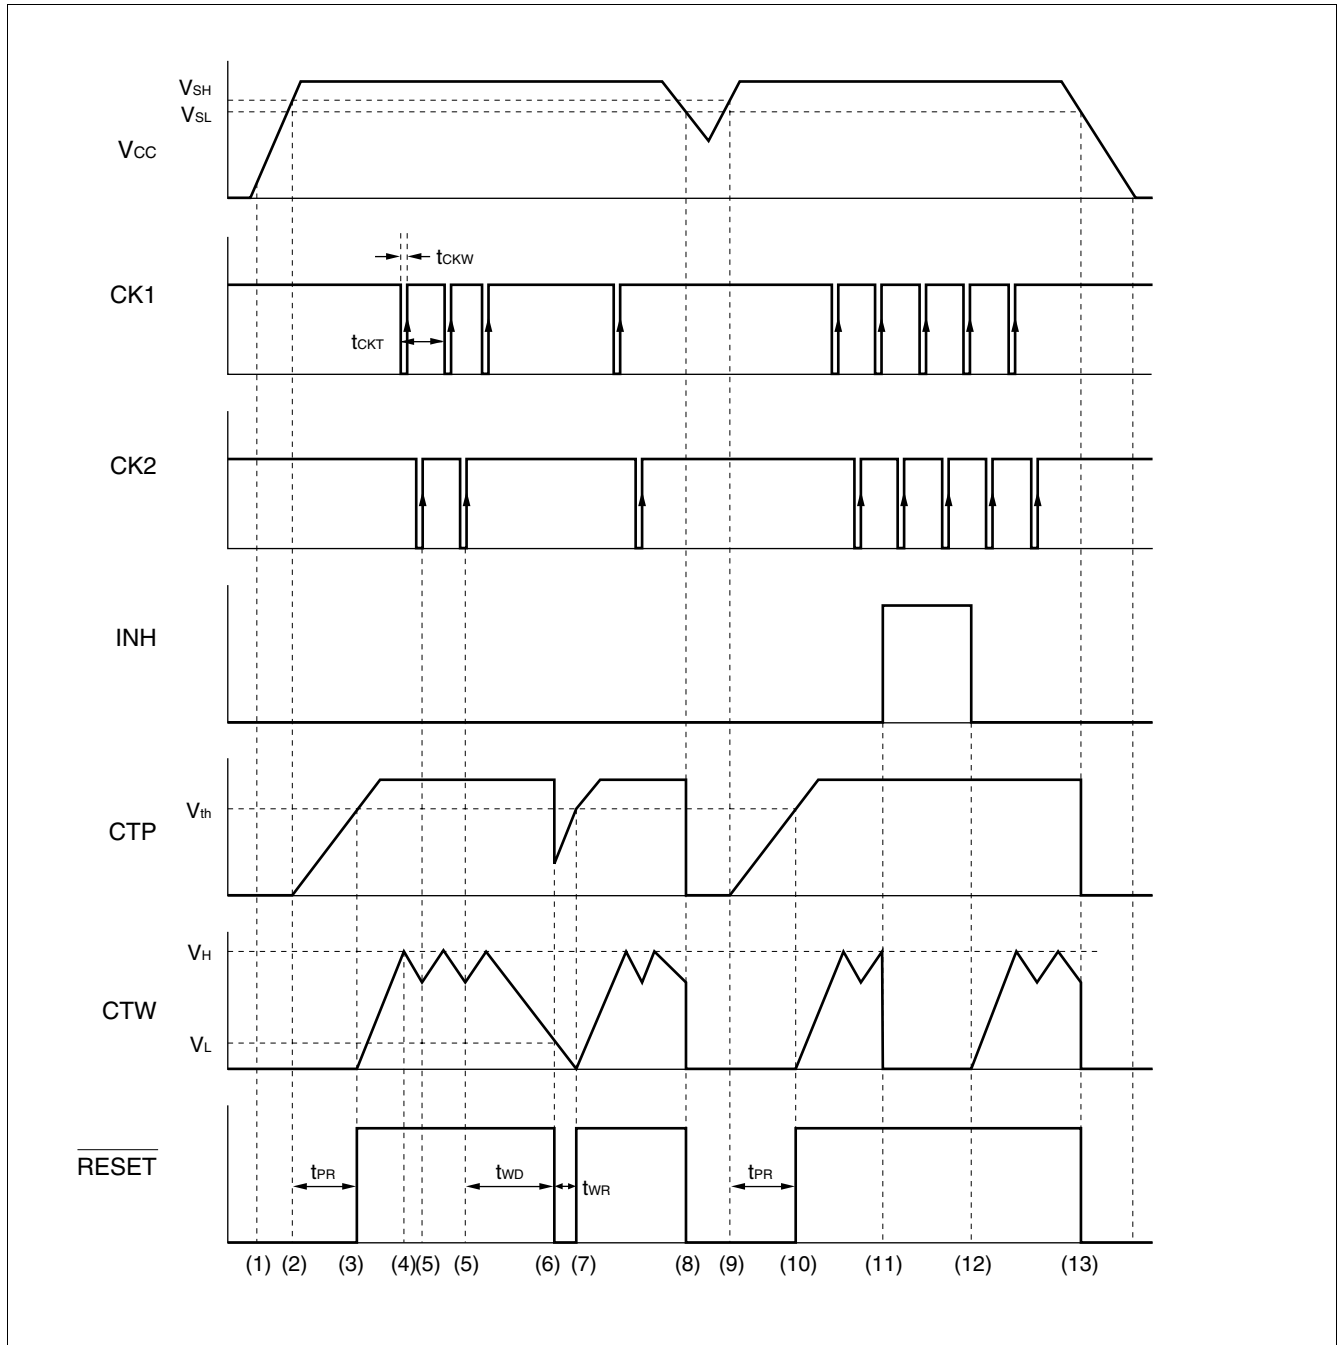 VSH
VSL
VCC
tCKW
CK1
tCKT
CK2
INH
Vth
CTP
VH
CTW
VL
RESET
tPR
tWD
tWR
tPR
(1) (2) (3) (4)(5) (5) (6) (7) (8) (9) (10) (11) (12) (13)